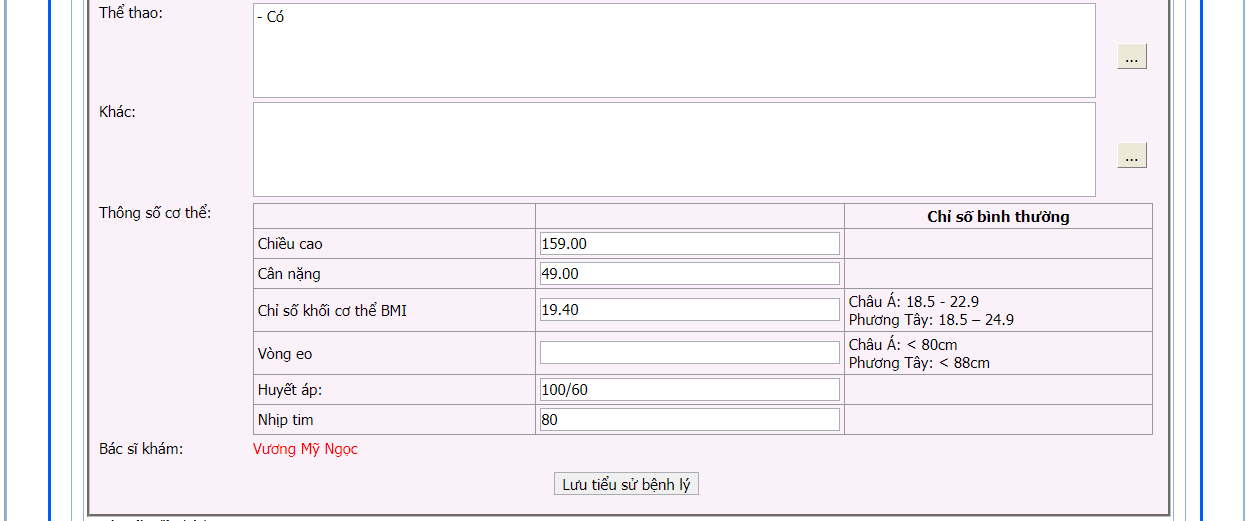 Thể thao:
- Có
...
Khác:
...
Thông số cơ thể:
Chỉ số bình thường
Chiều cao 159.00
Cân nặng 49.00
Chỉ số khối cơ thể BMI 19.40
Châu Á: 18.5 - 22.9
Phương Tây: 18.5 – 24.9
Vòng eo
Châu Á: < 80cm
Phương Tây: < 88cm
Huyết áp: 100/60
Nhịp tim 80
Bác sĩ khám: Vương Mỹ Ngọc
Lưu tiểu sử bệnh lý